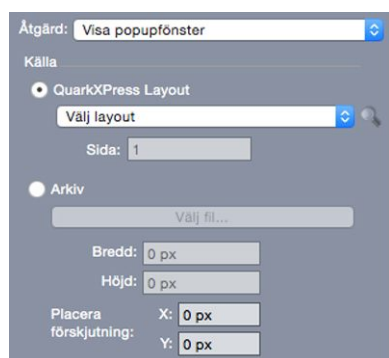 Åtgärd: Visa popupfönster
Källa
QuarkXPress Layout
Välj layout
Sida: 1
Arkiv
Välj fil...
Bredd: 0 px
Höjd: 0 px
Placera X: 0 px
förskjutning:
Y: 0 px